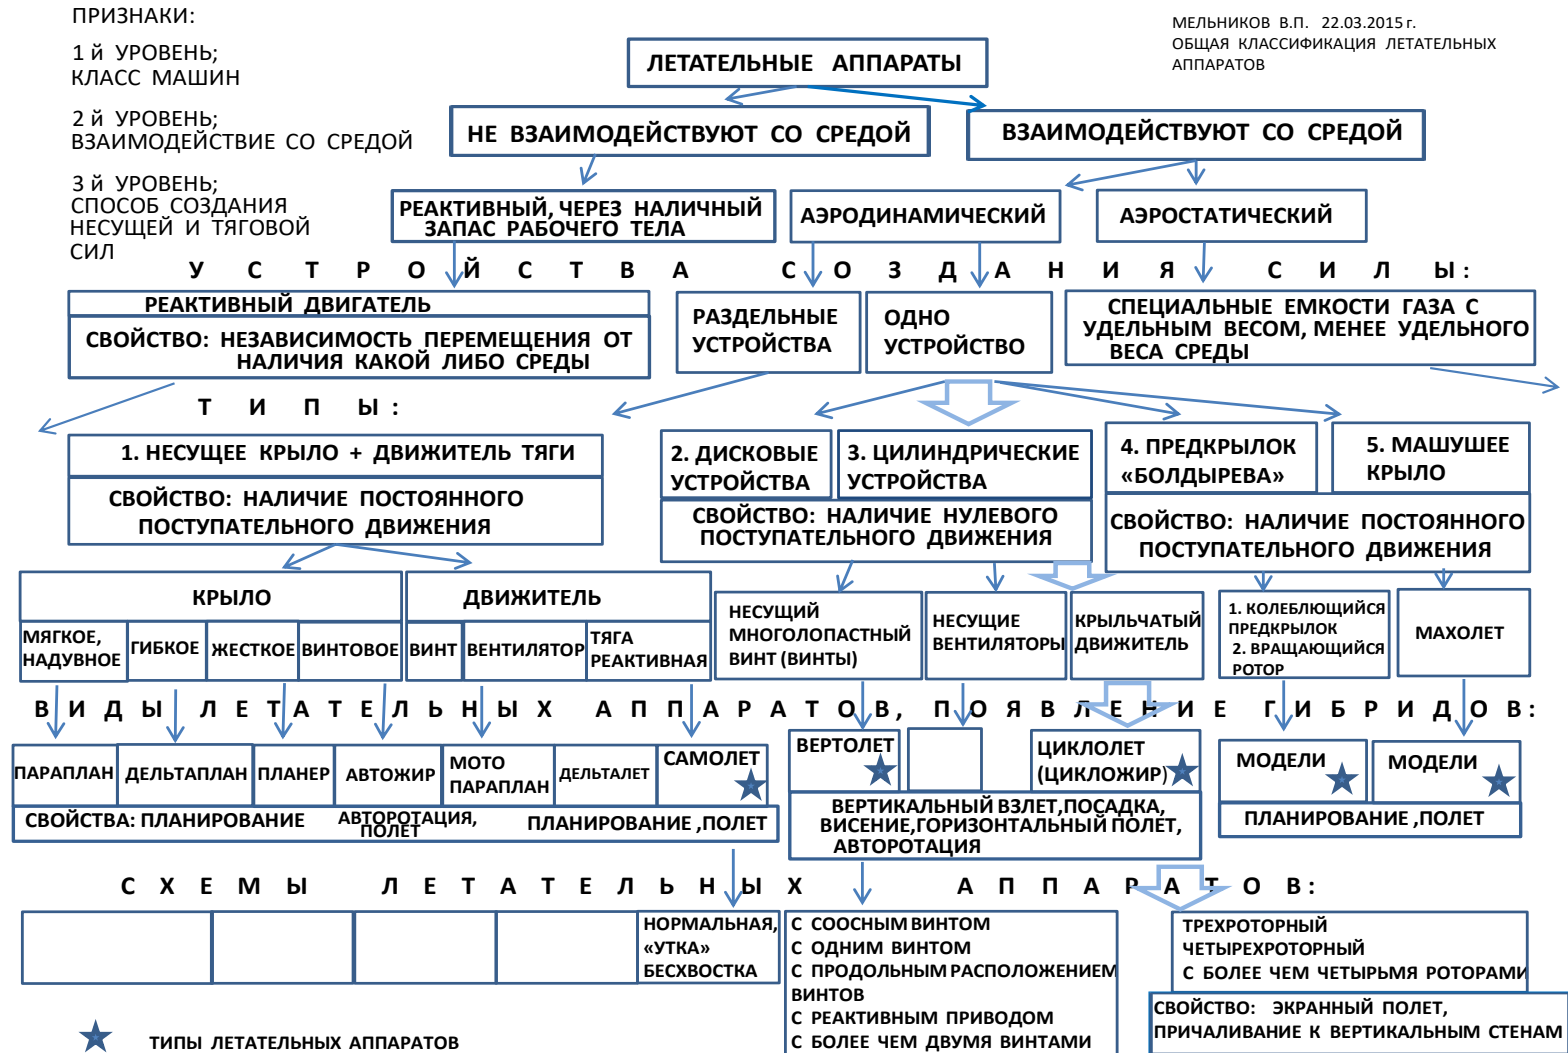 ПРИЗНАКИ:
1 й УРОВЕНЬ;
КЛАСС МАШИН
2 й УРОВЕНЬ;
ВЗАИМОДЕЙСТВИЕ СО СРЕДОЙ
3 й УРОВЕНЬ;
СПОСОБ СОЗДАНИЯ
НЕСУЩЕЙ И ТЯГОВОЙ
СИЛ
МЕЛЬНИКОВ В.П. 22.03.2015 г.
ОБЩАЯ КЛАССИФИКАЦИЯ ЛЕТАТЕЛЬНЫХ
АППАРАТОВ
ЛЕТАТЕЛЬНЫЕ АППАРАТЫ
НЕ ВЗАИМОДЕЙСТВУЮТ СО СРЕДОЙ
ВЗАИМОДЕЙСТВУЮТ СО СРЕДОЙ
РЕАКТИВНЫЙ, ЧЕРЕЗ НАЛИЧНЫЙ
ЗАПАС РАБОЧЕГО ТЕЛА
АЭРОДИНАМИЧЕСКИЙ
АЭРОСТАТИЧЕСКИЙ
У С Т Р О Й С Т В А С О З Д А Н И Я С И Л Ы :
РЕАКТИВНЫЙ ДВИГАТЕЛЬ
СВОЙСТВО: НЕЗАВИСИМОСТЬ ПЕРЕМЕЩЕНИЯ ОТ
НАЛИЧИЯ КАКОЙ ЛИБО СРЕДЫ
РАЗДЕЛЬНЫЕ
УСТРОЙСТВА
ОДНО
УСТРОЙСТВО
СПЕЦИАЛЬНЫЕ ЕМКОСТИ ГАЗА С
УДЕЛЬНЫМ ВЕСОМ, МЕНЕЕ УДЕЛЬНОГО
ВЕСА СРЕДЫ
Т И П Ы :
1. НЕСУЩЕЕ КРЫЛО + ДВИЖИТЕЛЬ ТЯГИ
СВОЙСТВО: НАЛИЧИЕ ПОСТОЯННОГО
ПОСТУПАТЕЛЬНОГО ДВИЖЕНИЯ
2. ДИСКОВЫЕ
УСТРОЙСТВА
3. ЦИЛИНДРИЧЕСКИЕ
УСТРОЙСТВА
СВОЙСТВО: НАЛИЧИЕ НУЛЕВОГО
ПОСТУПАТЕЛЬНОГО ДВИЖЕНИЯ
4. ПРЕДКРЫЛОК
«БОЛДЫРЕВА»
5. МАШУШЕЕ
КРЫЛО
СВОЙСТВО: НАЛИЧИЕ ПОСТОЯННОГО
ПОСТУПАТЕЛЬНОГО ДВИЖЕНИЯ
КРЫЛО
ДВИЖИТЕЛЬ
МЯГКОЕ,
НАДУВНОЕ
ГИБКОЕ
ЖЕСТКОЕ
ВИНТОВОЕ
ВИНТ
ВЕНТИЛЯТОР
ТЯГА
РЕАКТИВНАЯ
НЕСУЩИЙ
МНОГОЛОПАСТНЫЙ
ВИНТ (ВИНТЫ)
НЕСУЩИЕ
ВЕНТИЛЯТОРЫ
КРЫЛЬЧАТЫЙ
ДВИЖИТЕЛЬ
1. КОЛЕБЛЮЩИЙСЯ
ПРЕДКРЫЛОК
2. ВРАЩАЮЩИЙСЯ
РОТОР
МАХОЛЕТ
В И Д Ы Л Е Т А Т Е Л Ь Н Ы Х А П П А Р А Т О В , П О Я В Л Е Н И Е Г И Б Р И Д О В :
ПАРАПЛАН
ДЕЛЬТАПЛАН
ПЛАНЕР
АВТОЖИР
МОТО
ПАРАПЛАН
ДЕЛЬТАЛЕТ
САМОЛЕТ
СВОЙСТВА: ПЛАНИРОВАНИЕ
АВТОРОТАЦИЯ,
ПОЛЕТ
ПЛАНИРОВАНИЕ ,ПОЛЕТ
ВЕРТОЛЕТ
ЦИКЛОЛЕТ
(ЦИКЛОЖИР)
ВЕРТИКАЛЬНЫЙ ВЗЛЕТ,ПОСАДКА,
ВИСЕНИЕ,ГОРИЗОНТАЛЬНЫЙ ПОЛЕТ,
АВТОРОТАЦИЯ
МОДЕЛИ
МОДЕЛИ
ПЛАНИРОВАНИЕ ,ПОЛЕТ
С Х Е М Ы Л Е Т А Т Е Л Ь Н Ы Х А П П А Р А Т О В :
НОРМАЛЬНАЯ,
«УТКА»
БЕСХВОСТКА
С СООСНЫМ ВИНТОМ
С ОДНИМ ВИНТОМ
С ПРОДОЛЬНЫМ РАСПОЛОЖЕНИЕМ
ВИНТОВ
С РЕАКТИВНЫМ ПРИВОДОМ
С БОЛЕЕ ЧЕМ ДВУМЯ ВИНТАМИ
ТРЕХРОТОРНЫЙ
ЧЕТЫРЕХРОТОРНЫЙ
С БОЛЕЕ ЧЕМ ЧЕТЫРЬМЯ РОТОРАМИ
СВОЙСТВО: ЭКРАННЫЙ ПОЛЕТ,
ПРИЧАЛИВАНИЕ К ВЕРТИКАЛЬНЫМ СТЕНАМ
ТИПЫ ЛЕТАТЕЛЬНЫХ АППАРАТОВ